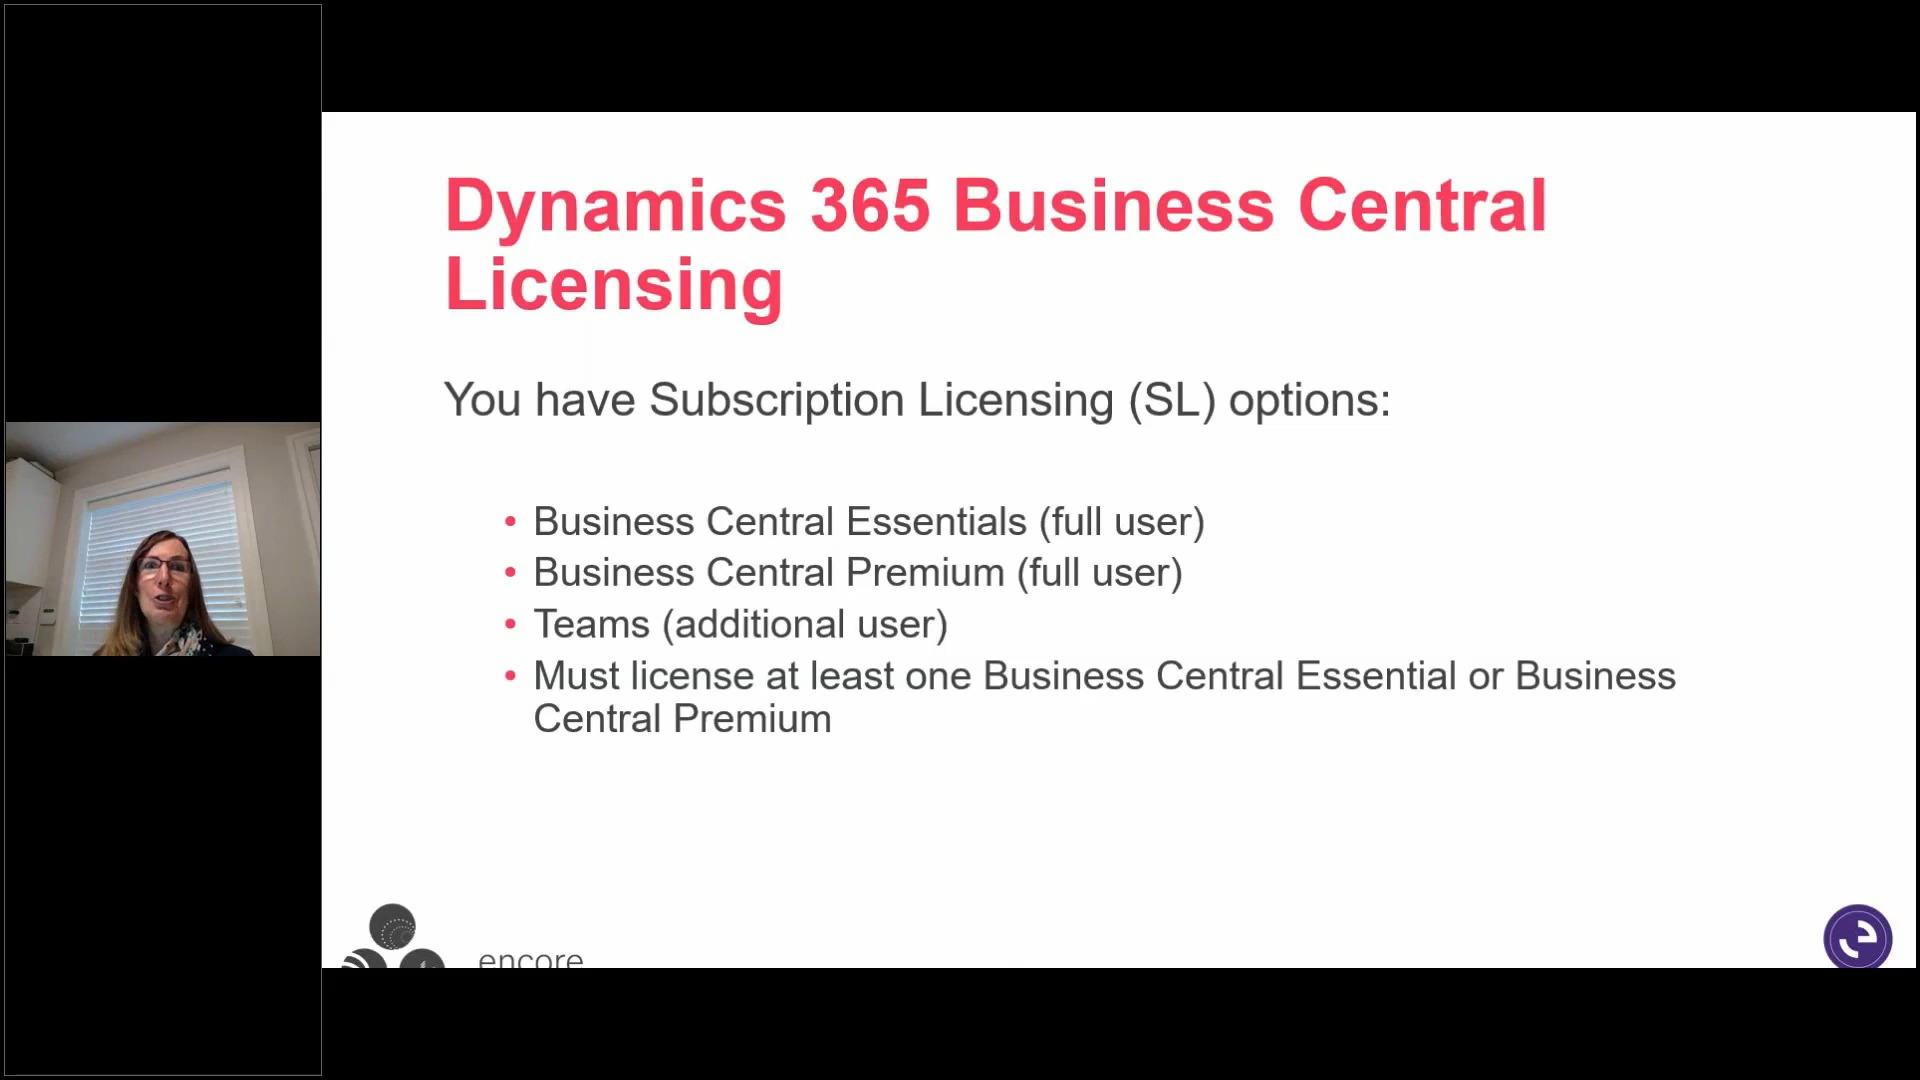 Dynamics 365 Business Central
Licensing
You have Subscription Licensing (SL) options:
• Business Central Essentials (full user)
• Business Central Premium (full user)
• Teams (additional user)
• Must license at least one Business Central Essential or Business
Central Premium
encore